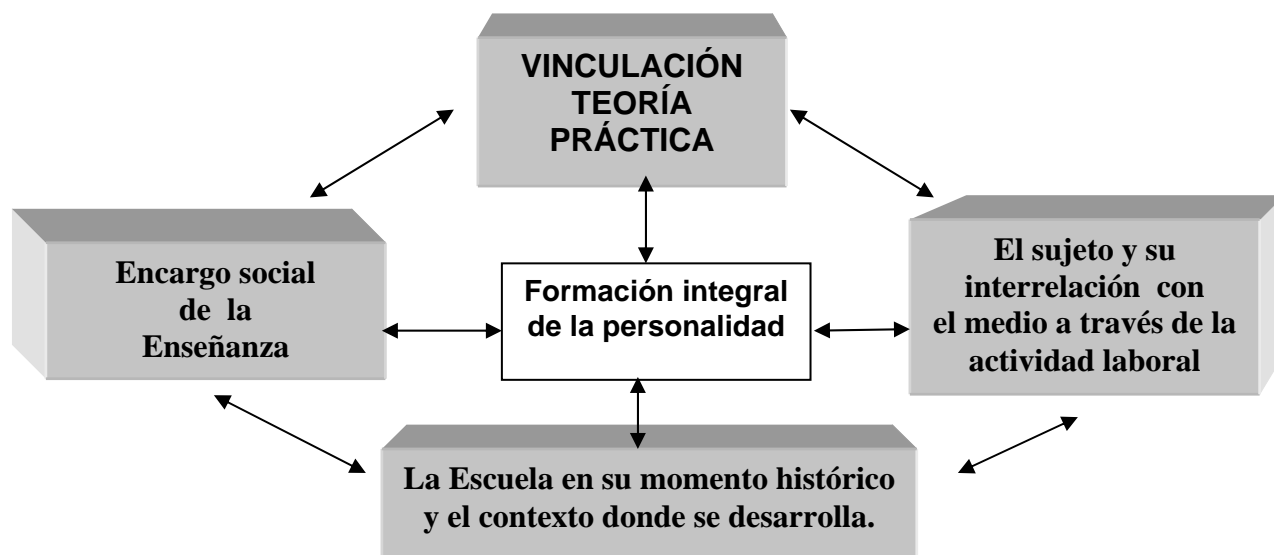 VINCULACIÓN
TEORÍA
PRÁCTICA
Encargo social
de la
Enseñanza
Formación integral
de la personalidad
El sujeto y su
interrelación con
el medio a través de la
actividad laboral
La Escuela en su momento histórico
y el contexto donde se desarrolla.